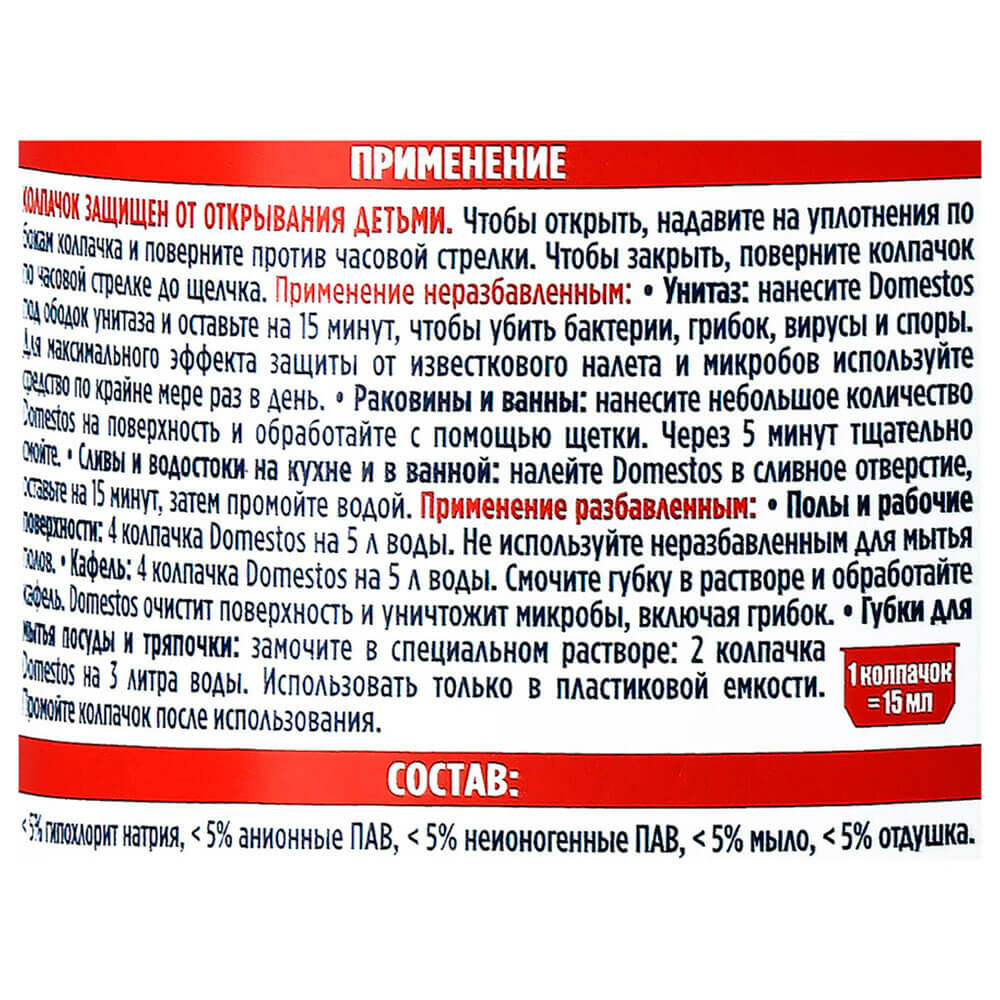 ПРИМЕНЕНИЕ
КОЛПАЧОК ЗАЩИЩЕН ОТ ОТКРЫВАНИЯ ДЕТЬМИ. Чтобы открыть, надавите на уплотнения по
бокам колпачка и поверните против часовой стрелки. Чтобы закрыть, поверните колпачок
по часовой стрелке до щелчка. Применение неразбавленным: • Унитаз: нанесите Domestos
под ободок унитаза и оставьте на 15 минут, чтобы убить бактерии, грибок, вирусы и споры.
Для максимального эффекта защиты от известкового налета и микробов используйте
средство по крайне мере раз в день. • Раковины и ванны: нанесите небольшое количество
Domestos на поверхность и обработайте с помощью щетки. Через 5 минут тщательно
смойте. • Сливы и водостоки на кухне и в ванной: налейте Domestos в сливное отверстие,
оставьте на 15 минут, затем промойте водой. Применение разбавленным: • Полы и рабочие
поверхности: 4 колпачка Domestos на 5 л воды. Не используйте неразбавленным для мытья
полов. • Кафель: 4 колпачка Domestos на 5 л воды. Смочите губку в растворе и обработайте
кафель. Domestos очистит поверхность и уничтожит микробы, включая грибок. • Губки для
мытья посуды и тряпочки: замочите в специальном растворе: 2 колпачка
Domestos на 3 литра воды. Использовать только в пластиковой емкости.
Промойте колпачок после использования.
1 КОЛПАЧОК
= 15 МЛ
СОСТАВ:
< 5% гипохлорит натрия, < 5% анионные ПАВ, < 5% неионогенные ПАВ, < 5% мыло, < 5% отдушка.